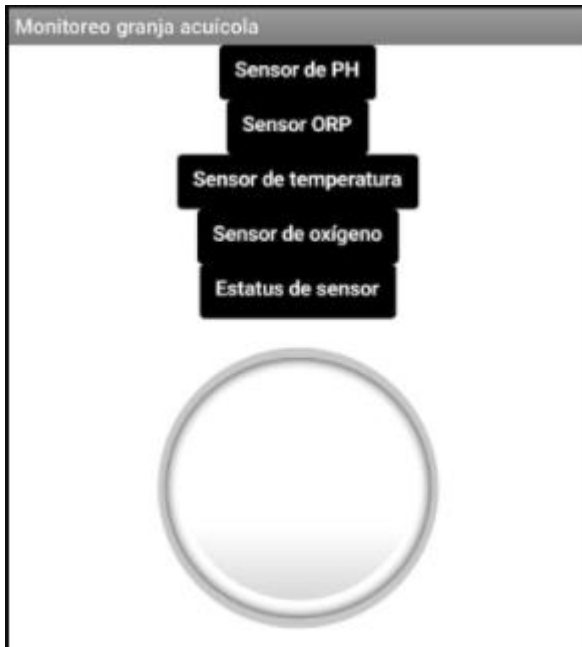 Monitoreo granja acuícola
Sensor de PH
Sensor ORP
Sensor de temperatura
Sensor de oxígeno
Estatus de sensor